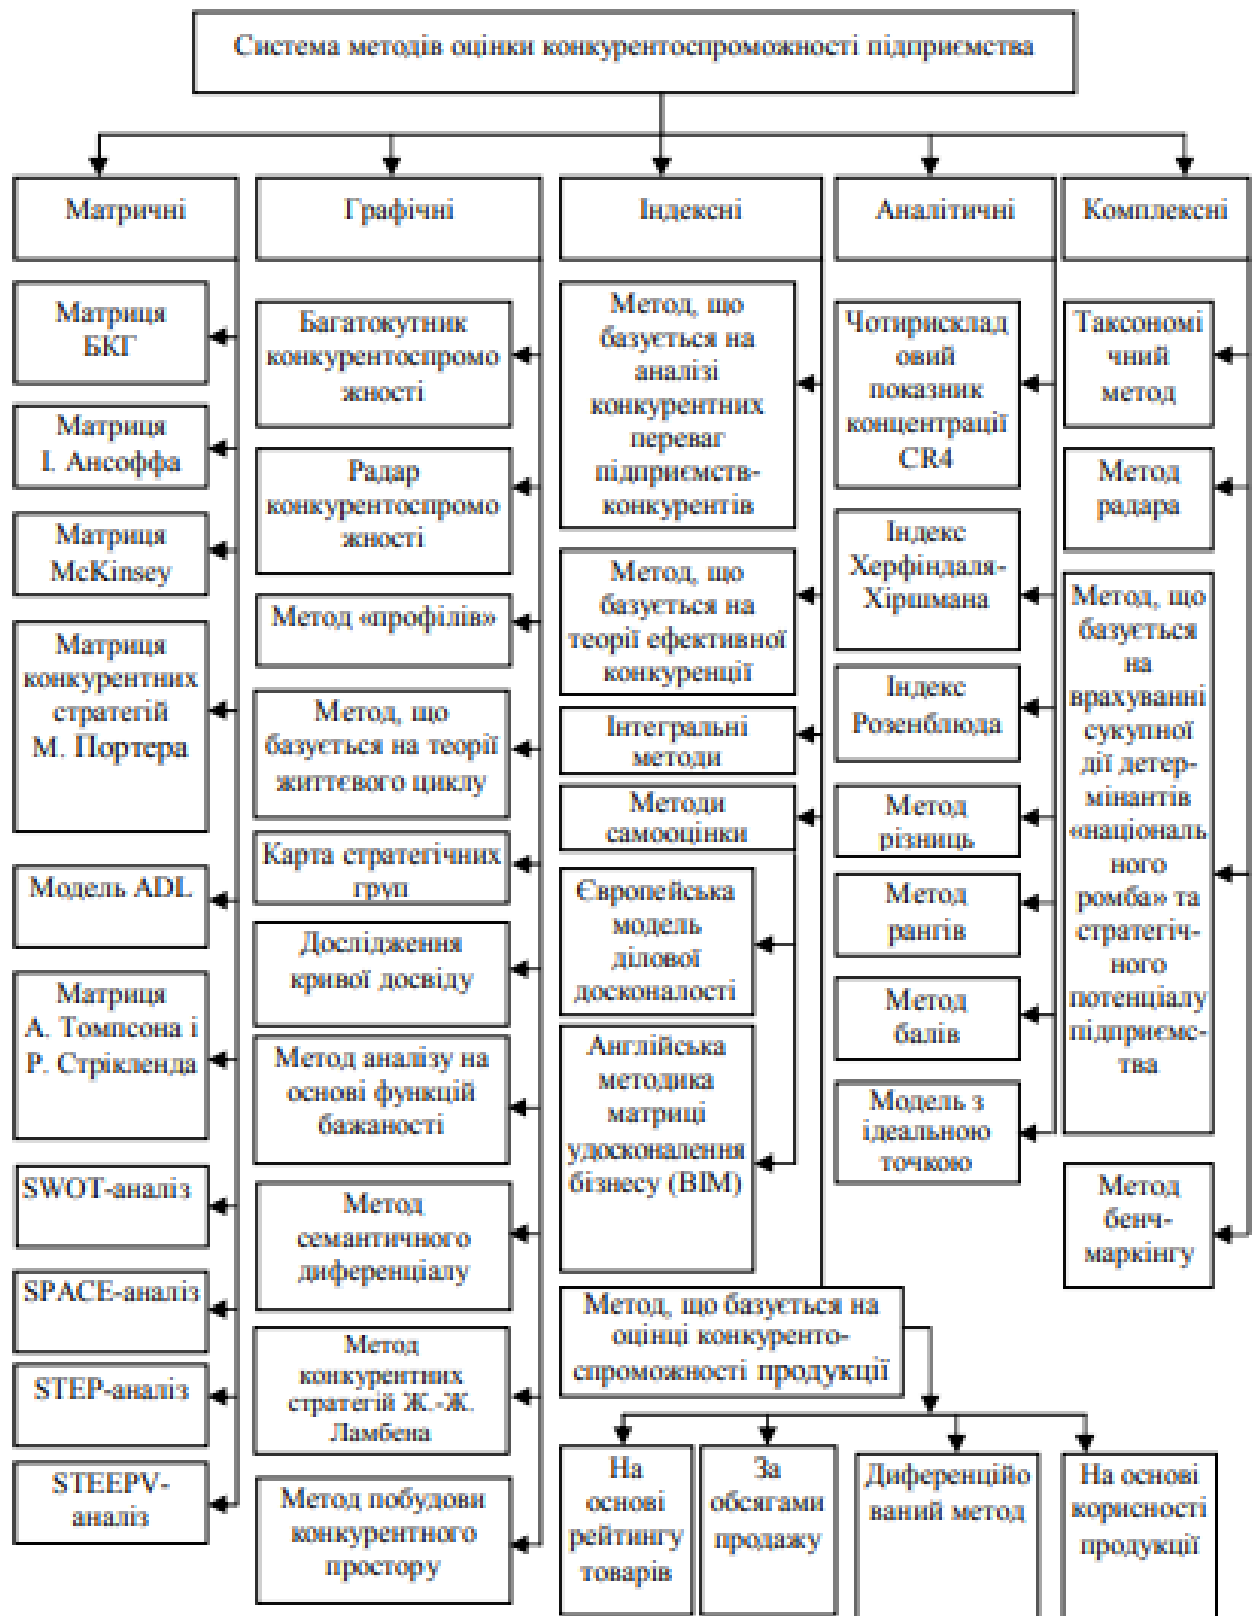 Система методів оцінки конкурентоспроможності підприємства
Матричні
Графічні
Індексні
Аналітичні
Комплексні
Матриця
БКГ
Матриця
І. Ансоффа
Матриця
McKinsey
Матриця
конкурентних
стратегій
М. Портера
Модель ADL
Матриця
А. Томпсона і
Р. Стрікленда
SWOT-аналіз
SPACE-аналіз
STEP-аналіз
STEEPV-
аналіз
Багатокутник
конкурентоспромо
жності
Радар
конкурентоспромо
жності
Метод «профілів»
Метод, що
базується на теорії
життєвого циклу
Карта стратегічних
груп
Дослідження
кривої досвіду
Метод аналізу на
основі функцій
бажаності
Метод
семантичного
диференціалу
Метод
конкурентних
стратегій Ж.-Ж.
Ламбена
Метод побудови
конкурентного
простору
Метод, що
базується на
аналізі
конкурентних
переваг
підприємств-
конкурентів
Метод, що
базується на
теорії ефективної
конкуренції
Інтегральні
методи
Методи
самооцінки
Європейська
модель
ділової
досконалості
Англійська
методика
матриці
удосконалення
бізнесу (BIM)
Метод, що базується на
оцінці конкуренто-
спроможності продукції
На
основі
рейтингу
товарів
За
обсягами
продажу
Диференційо
ваний метод
На основі
корисності
продукції
Чотирисклад
овий
показник
концентрації
CR4
Індекс
Херфіндаля-
Хіршмана
Індекс
Розенблюда
Метод
різниць
Метод
рангів
Метод
балів
Модель з
ідеальною
точкою
Таксономі
чний
метод
Метод
радара
Метод, що
базується
на
врахуванні
сукупної
дії детер-
мінантів
«національ
ного
ромба» та
стратегіч-
ного
потенціалу
підприємс-
тва
Метод
бенч-
маркінгу